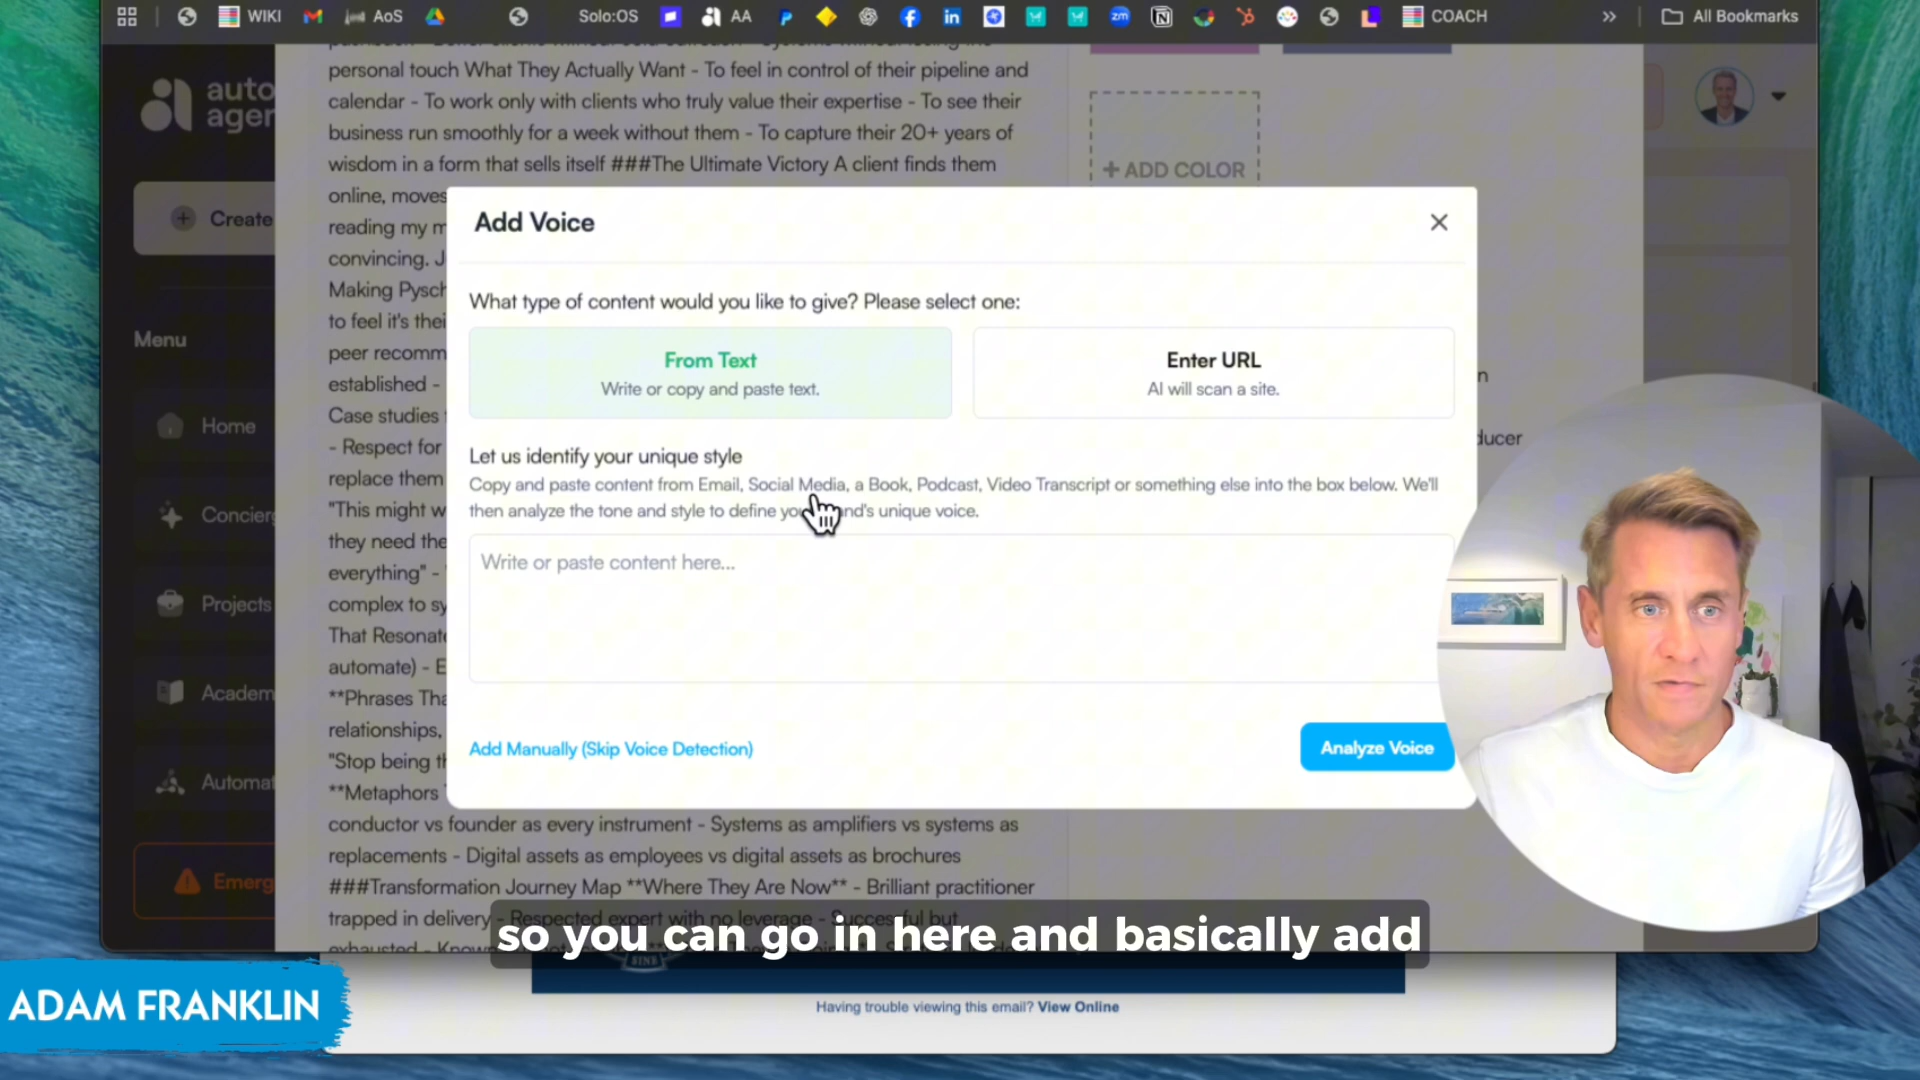 WIKI
AoS
Solo:OS
AA
zm
COACH
All Bookmarks
auto
agen
personal touch What They Actually Want - To feel in control of their pipeline and
calendar - To work only with clients who truly value their expertise - To see their
business run smoothly for a week without them - To capture their 20+ years of
wisdom in a form that sells itself ###The Ultimate Victory A client finds them
online, moves
reading my m
convincing. J
Making Pysch
to feel it's thei
peer recomm
established -
Case studies
- Respect for
replace them
"This might w
they need the
everything" -
complex to sy
That Resonate
automate) - E
**Phrases Tha
relationships,
"Stop being th
**Metaphors
conductor vs founder as every instrument - Systems as amplifiers vs systems as
replacements - Digital assets as employees vs digital assets as brochures
###Transformation Journey Map **Where They Are Now** - Brilliant practitioner
trapped in delivery - Respected expert with no leverage - Successful but
+ ADD COLOR
Create
Menu
Home
Concierg
Projects
Academ
Automat
Emerg
Add Voice
What type of content would you like to give? Please select one:
From Text
Write or copy and paste text.
Enter URL
AI will scan a site.
Let us identify your unique style
Copy and paste content from Email, Social Media, a Book, Podcast, Video Transcript or something else into the box below. We'll
then analyze the tone and style to define yo nd's unique voice.
Write or paste content here...
Add Manually (Skip Voice Detection)
Analyze Voice
n
ducer
so you can go in here and basically add
ADAM FRANKLIN
Having trouble viewing this email? View Online